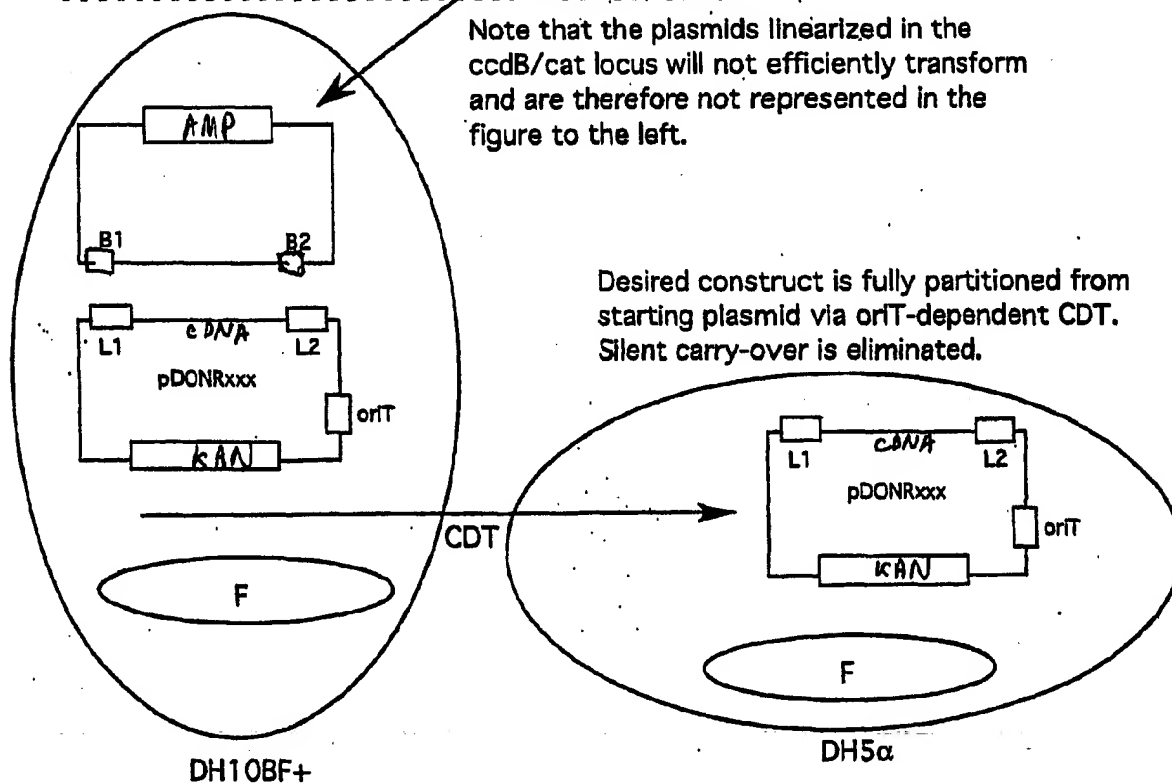 Note that the plasmids linearized in the
ccdB/cat locus will not efficiently transform
and are therefore not represented in the
figure to the left.
AMP
B1 B2
Desired construct is fully partitioned from
starting plasmid via oriT-dependent CDT.
Silent carry-over is eliminated.
L1 cDNA L2
pDONRxxx
oriT
KAN
CDT
F
L1 cDNA L2
pDONRxxx
oriT
KAN
F
DH10BF+
DH5α